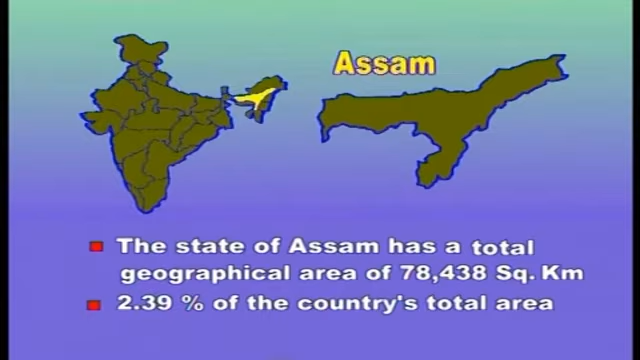 Assam
The state of Assam has a total
geographical area of 78,438 Sq. Km
2.39 % of the country's total area